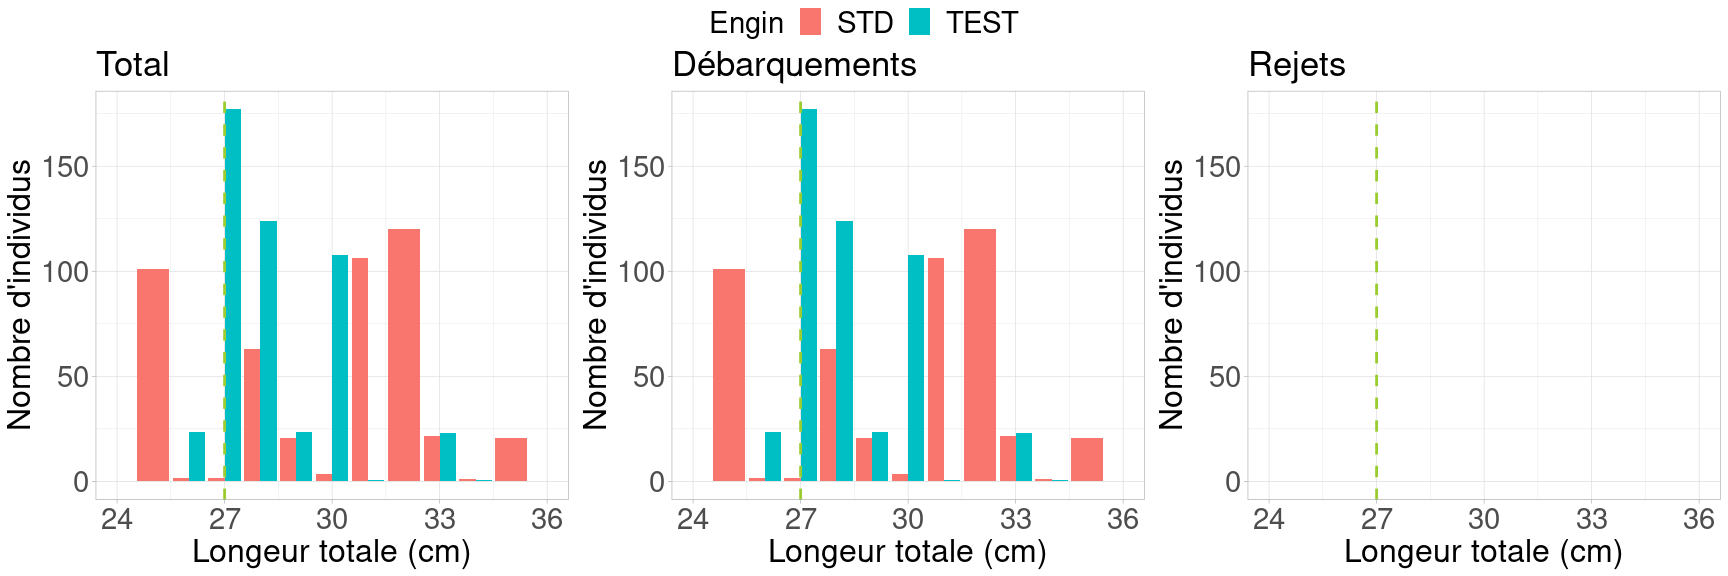 Engin STD TEST
Total
Nombre d'individus
150
100
50
0
24 27 30 33 36
Longeur totale (cm)
Débarquements
Nombre d'individus
150
100
50
0
24 27 30 33 36
Longeur totale (cm)
Rejets
Nombre d'individus
150
100
50
0
24 27 30 33 36
Longeur totale (cm)